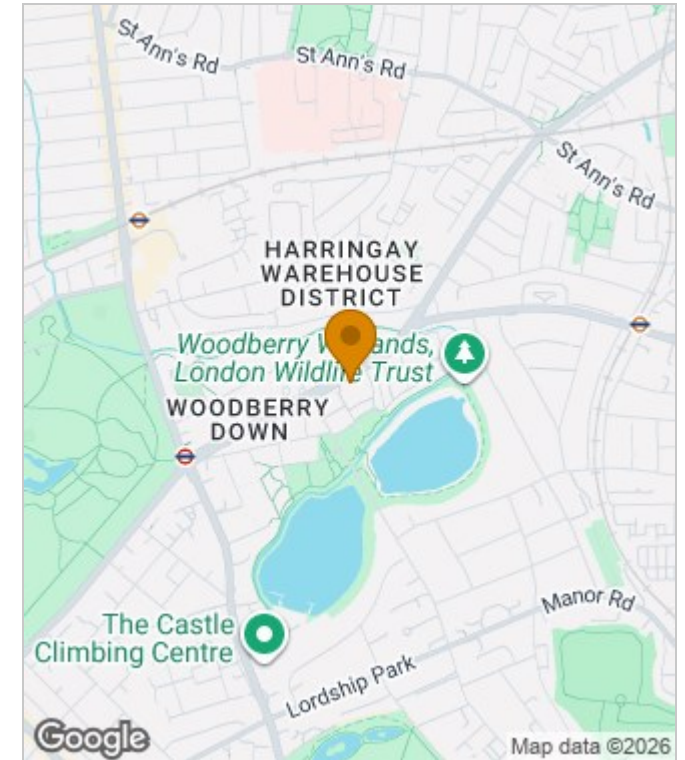 St Ann's Rd
St Ann's Rd
St Ann's Rd
HARRINGAY
WAREHOUSE
DISTRICT
Woodberry
London Wildlife Trust
WOODBERRY
DOWN
The Castle
Climbing Centre
Manor Rd
Lordship Park
Google
Map data ©2026